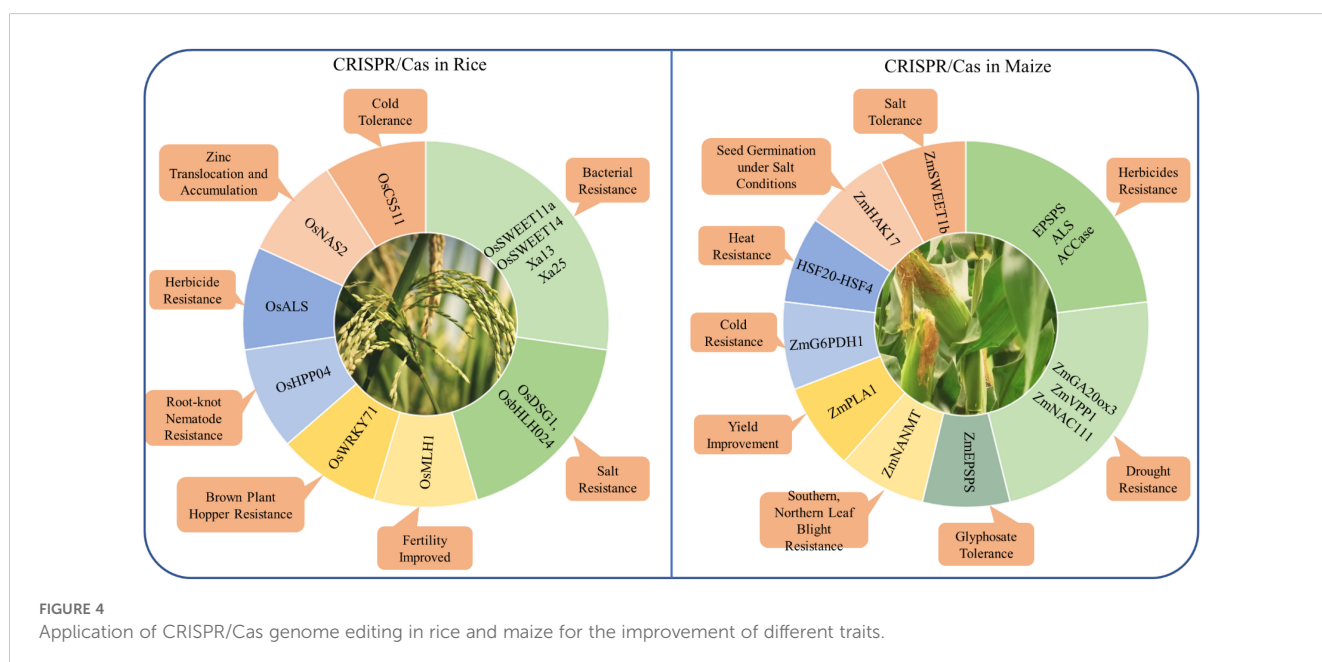 CRISPR/Cas in Rice
Cold
Tolerance
Zinc
Translocation and
Accumulation
Bacterial
Resistance
OsCS511
OsNAS2
OsSWEET11a
OsSWEET14
Xa13
Xa25
Herbicide
Resistance
OsALS
OsHPP04
Root-knot
Nematode
Resistance
OsWRKY71
OsMLH1
OsDSG1,
OsbHLH024
Salt
Resistance
Brown Plant
Hopper Resistance
Fertility
Improved
CRISPR/Cas in Maize
Salt
Tolerance
Seed Germination
under Salt
Conditions
Herbicides
Resistance
ZmSWEET1b
ZmHAK17
EPSPS
ALS
ACCase
Heat
Resistance
HSF20-HSF4
Cold
Resistance
ZmG6PDH1
ZmPLA1
Yield
Improvement
ZmNANMT
ZmEPSPS
ZmGA20ox3
ZmVPP1
ZmNAC111
Drought
Resistance
Southern,
Northern Leaf
Blight
Resistance
Glyphosate
Tolerance
FIGURE 4
Application of CRISPR/Cas genome editing in rice and maize for the improvement of different traits.